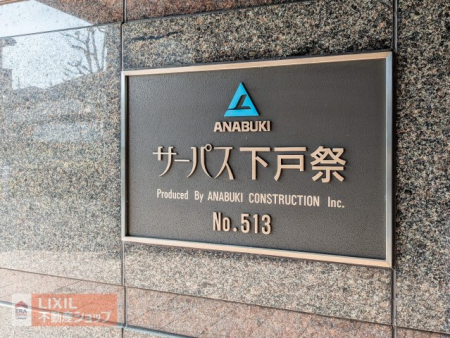 ANABUKI
サーパス下戸祭
Produced By ANABUKI CONSTRUCTION Inc.
No.513
ERA
LIXIL
不動産ショップ